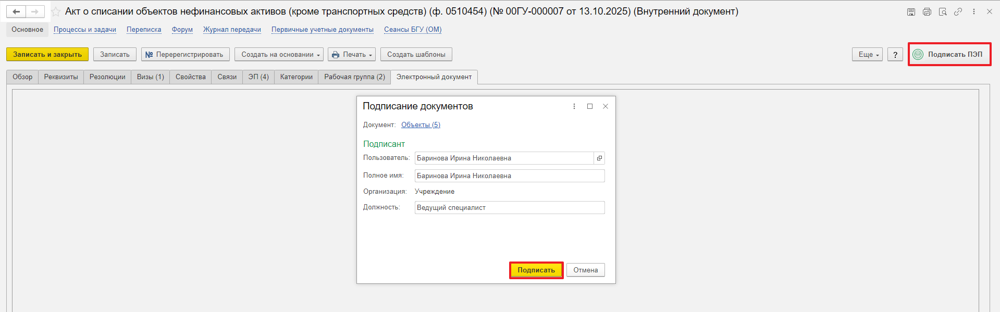 Акт о списании объектов нефинансовых активов (кроме транспортных средств) (ф. 0510454) (№ 00ГУ-000007 от 13.10.2025) (Внутренний документ)
Основное Процессы и задачи Переписка Форум Журнал передачи Первичные учетные документы Сеансы БГУ (ОМ)
Записать и закрыть Записать № Перерегистрировать Создать на основании Печать Создать шаблоны Еще ? Подписать ПЭП
Обзор Реквизиты Резолюции Визы (1) Свойства Связи ЭП (4) Категории Рабочая группа (2) Электронный документ
Подписание документов
Документ: Объекты (5)
Подписант
Пользователь: Баринова Ирина Николаевна
Полное имя: Баринова Ирина Николаевна
Организация: Учреждение
Должность: Ведущий специалист
Подписать Отмена